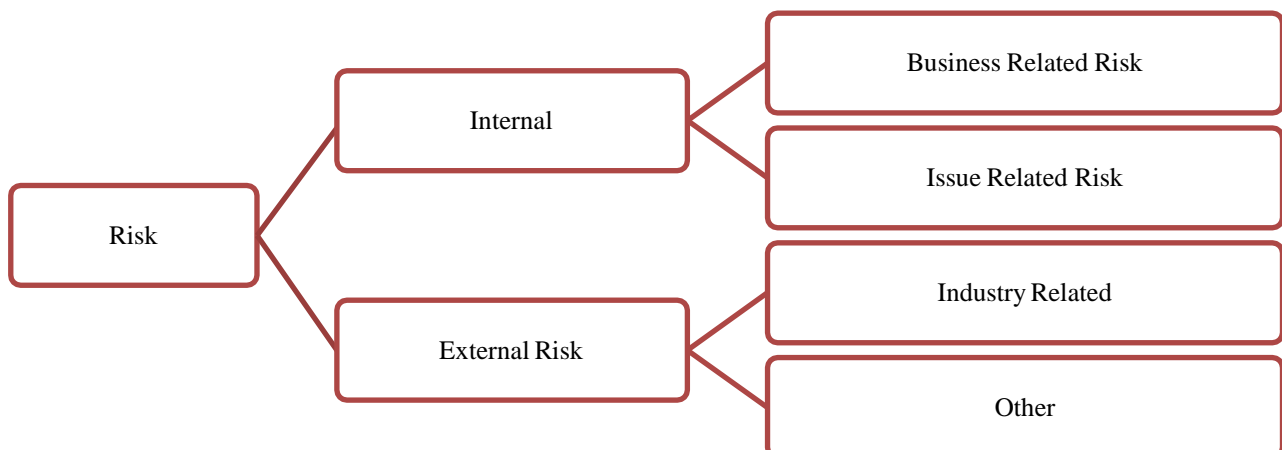 Risk
Internal
Business Related Risk
Issue Related Risk
External Risk
Industry Related
Other